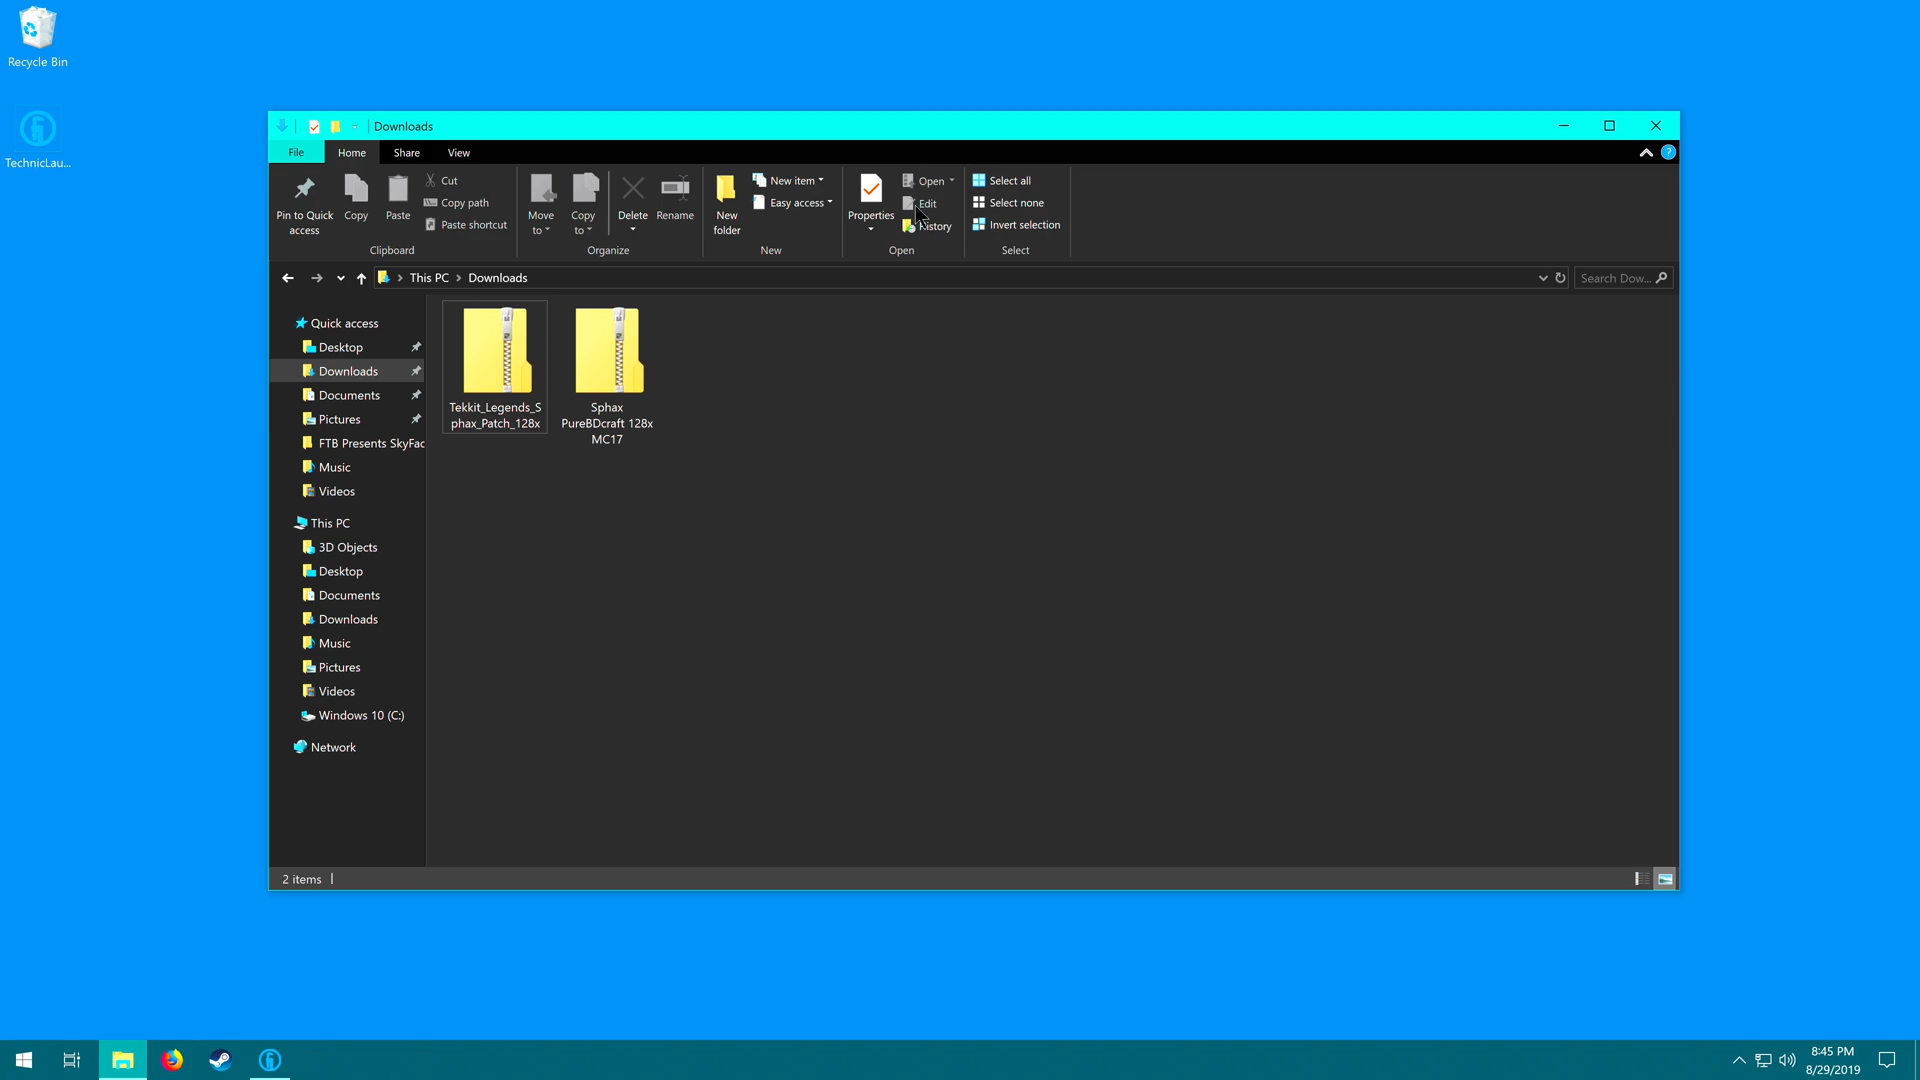 Recycle Bin
TechnicLau...
Downloads
File
Home
Share
View
Pin to Quick
access
Copy
Paste
Cut
Copy path
Paste shortcut
Clipboard
Move
to
Copy
to
Delete
Rename
Organize
New
folder
New item
Easy access
New
Properties
Open
Edit
History
Open
Select all
Select none
Invert selection
Select
This PC
Downloads
Search Dow...
Quick access
Desktop
Downloads
Documents
Pictures
FTB Presents SkyFac
Music
Videos
This PC
3D Objects
Desktop
Documents
Downloads
Music
Pictures
Videos
Windows 10 (C:)
Network
Tekkit_Legends_S
phax_Patch_128x
Sphax
PureBDcraft 128x
MC17
2 items
8:45 PM
8/29/2019